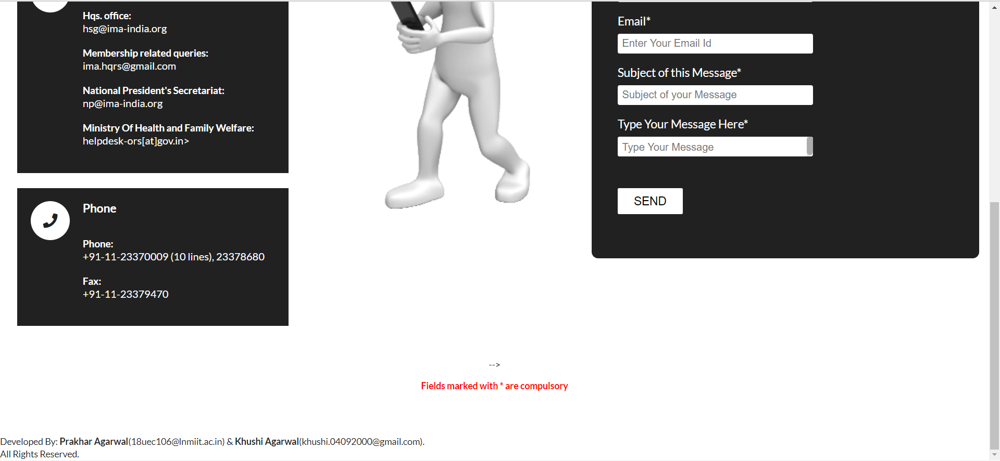 Hqs. office:
hsg@ima-india.org
Membership related queries:
ima.hqrs@gmail.com
National President's Secretariat:
np@ima-india.org
Ministry Of Health and Family Welfare:
helpdesk-ors[at]gov.in>
Phone
Phone:
+91-11-23370009 (10 lines), 23378680
Fax:
+91-11-23379470
Email*
Enter Your Email Id
Subject of this Message*
Subject of your Message
Type Your Message Here*
Type Your Message
SEND
-->
Fields marked with * are compulsory
Developed By: Prakhar Agarwal(18uec106@lnmiit.ac.in) & Khushi Agarwal(khushi.04092000@gmail.com).
All Rights Reserved.